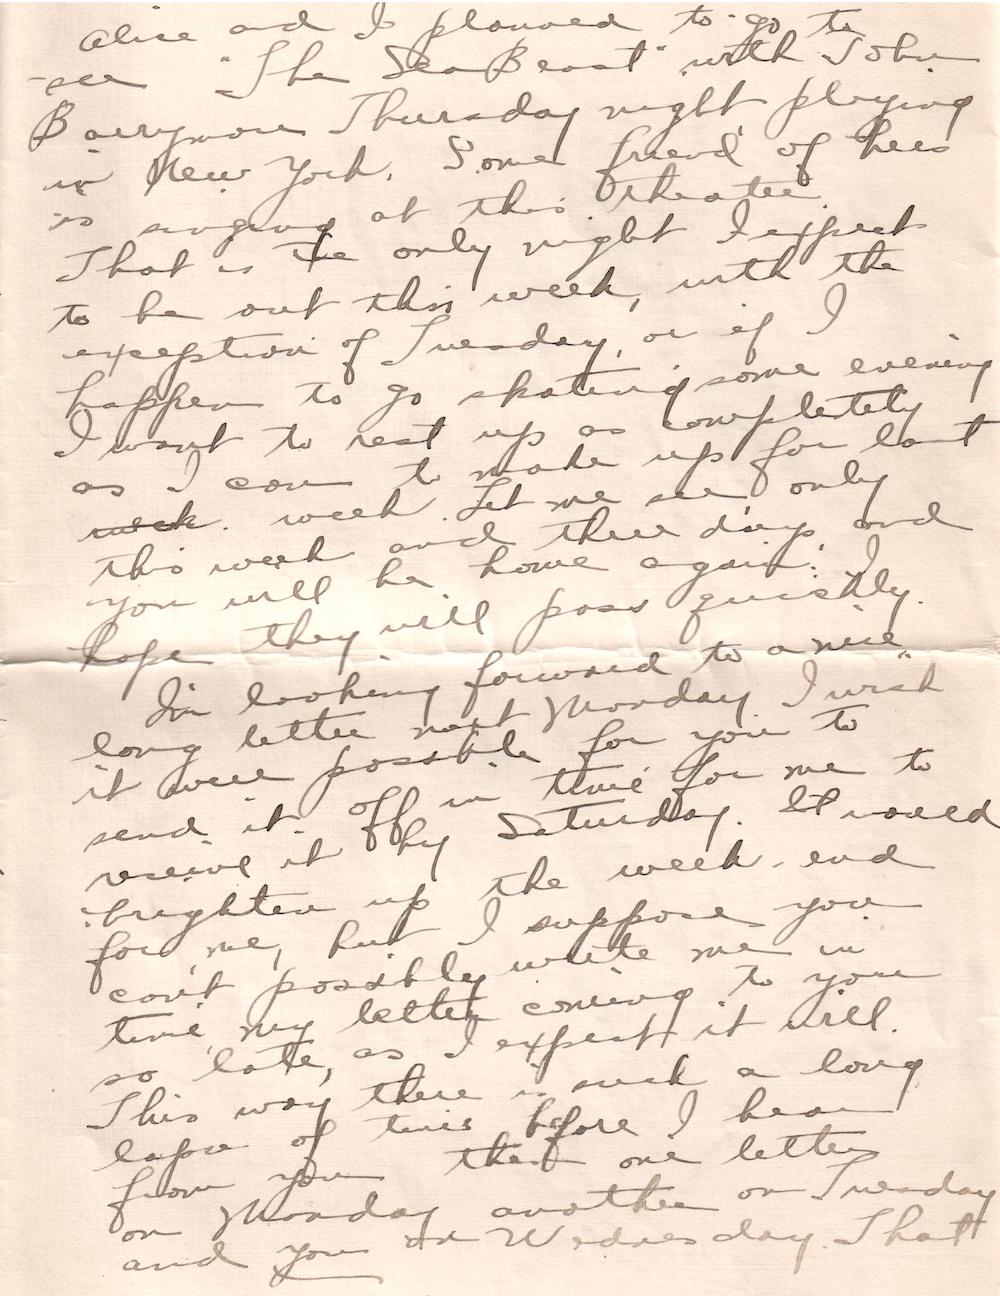 Alice and I planned to go to
see "The Sea Beast" with John
Barrymore Thursday night playing
in New York. Some friend of hers
is singing at this theatre.
That is the only night I expect
to be out this week, with the
exception of Tuesday, or if I
happen to go skating some evening
I want to rest up as completely
as I can to make up for last
week. week. Let me see, only
this week and three days and
you will be home again. I
hope they will pass quickly.
I'm looking forward to a nice
long letter next Monday. I wish
it were possible for you to
send it off in time for me to
receive it by Saturday. It would
brighten up the week-end
for me, but I suppose you
can't possibly write me in
time, my letter coming to you
so late, as I expect it will.
This way there is such a long
lapse of time before I hear
from you then one letter
on Monday another on Tuesday
and you on Wednesday. That